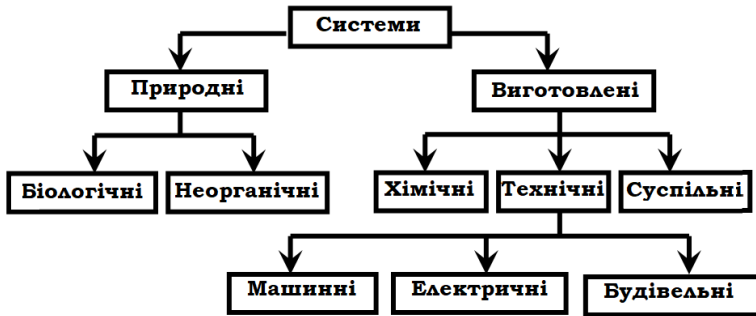 Системи
Природні
Виготовлені
Біологічні
Неорганічні
Хімічні
Технічні
Суспільні
Машинні
Електричні
Будівельні